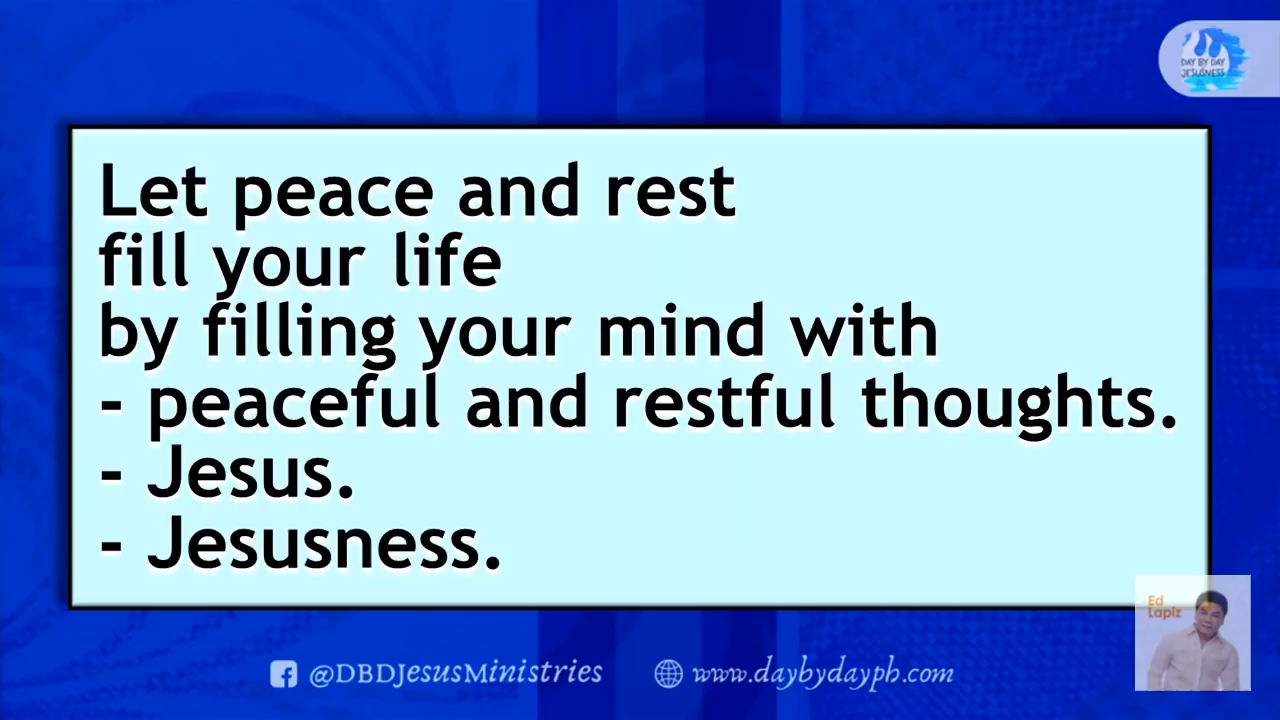 DAY BY DAY
JESUSNESS
Let peace and rest
fill your life
by filling your mind with
- peaceful and restful thoughts.
- Jesus.
- Jesusness.
Ed
Lapiz
@DBDJesusMinistries
www.daybydayph.com